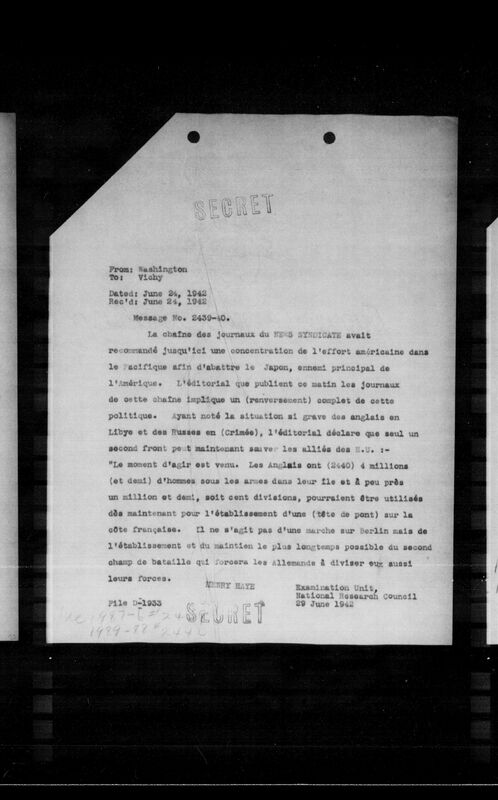 SECRET
From: Washington
To: Vichy
Dated: June 24, 1942
Rec'd: June 24, 1942
Message No. 2439-40.
La chaîne des journaux du NEWS SYNDICATE avait
recommandé jusqu'ici une concentration de l'effort américaine dans
le Pacifique afin d'abattre le Japon, ennemi principal de
l'Amérique. L'éditorial que publient ce matin les journaux
de cette chaîne implique un (renversement) complet de cette
politique. Ayant noté la situation si grave des anglais en
Libye et des Russes en (Crimée), l'éditorial déclare que seul un
second front peut maintenant sauver les alliés des E.U. :-
"Le moment d'agir est venu. Les Anglais ont (2440) 4 millions
(et demi) d'hommes sous les armes dans leur île et à peu près
un million et demi, soit cent divisions, pourraient être utilisés
dès maintenant pour l'établissement d'une (tête de pont) sur la
côte française. Il ne s'agit pas d'une marche sur Berlin mais de
l'établissement et du maintien le plus longtemps possible du second
champ de bataille qui forcera les Allemands à diviser eux aussi
leurs forces.
HENRY HAYE
Examination Unit,
National Research Council
29 June 1942
File D-1933
SECRET